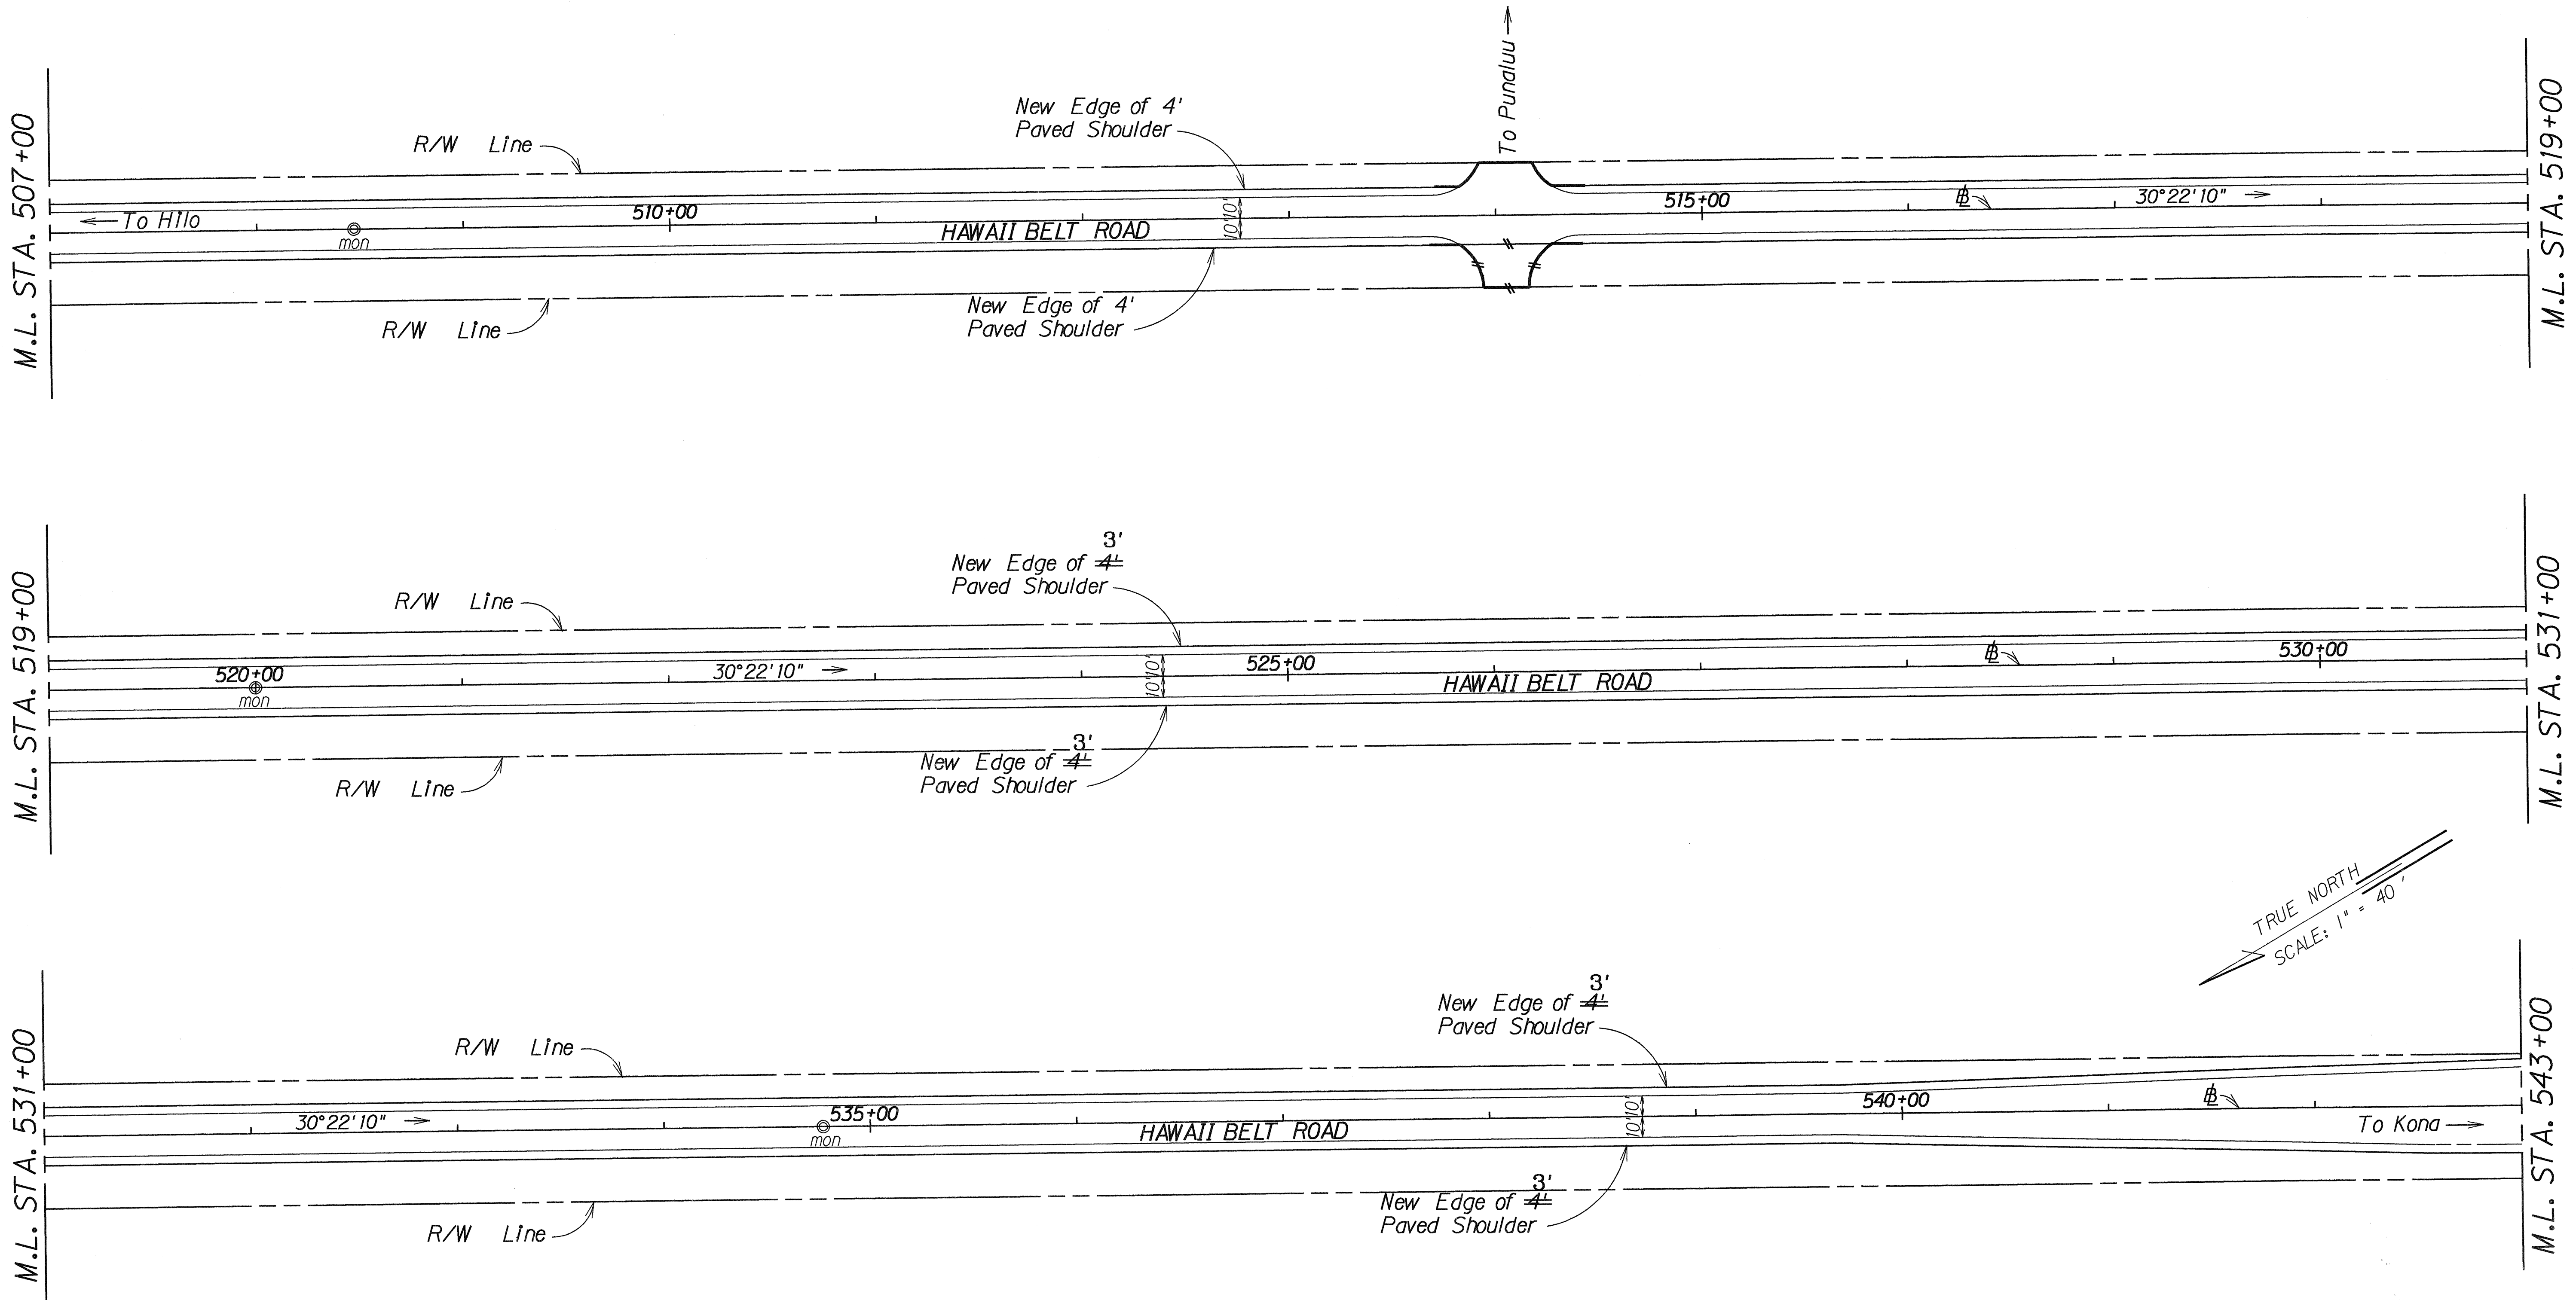 To Punaluu
New Edge of 4'
Paved Shoulder
R/W Line
M.L. STA. 507+00
M.L. STA. 519+00
To Hilo
mon
510+00
HAWAII BELT ROAD
10'
10'
515+00
BL
30°22'10"
R/W Line
New Edge of 4'
Paved Shoulder
3'
New Edge of 4'
Paved Shoulder
R/W Line
M.L. STA. 519+00
M.L. STA. 531+00
520+00
mon
30°22'10"
10'
10'
525+00
HAWAII BELT ROAD
BL
530+00
3'
New Edge of 4'
Paved Shoulder
R/W Line
TRUE NORTH
SCALE: 1" = 40'
3'
New Edge of 4'
Paved Shoulder
R/W Line
M.L. STA. 531+00
M.L. STA. 543+00
30°22'10"
mon
535+00
HAWAII BELT ROAD
10'
10'
540+00
BL
To Kona
3'
New Edge of 4'
Paved Shoulder
R/W Line